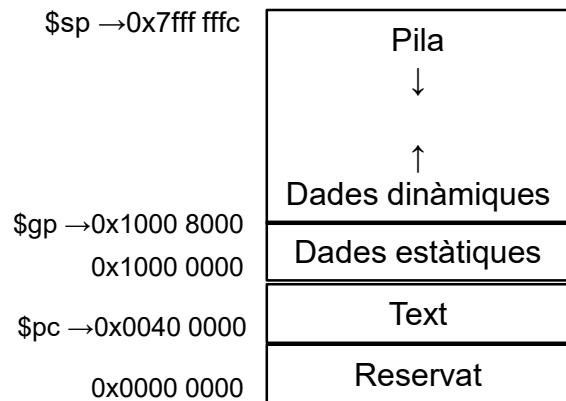 $sp →0x7fff fffc
Pila
↓
↑
Dades dinàmiques
$gp →0x1000 8000
Dades estàtiques
0x1000 0000
Text
$pc →0x0040 0000
Reservat
0x0000 0000